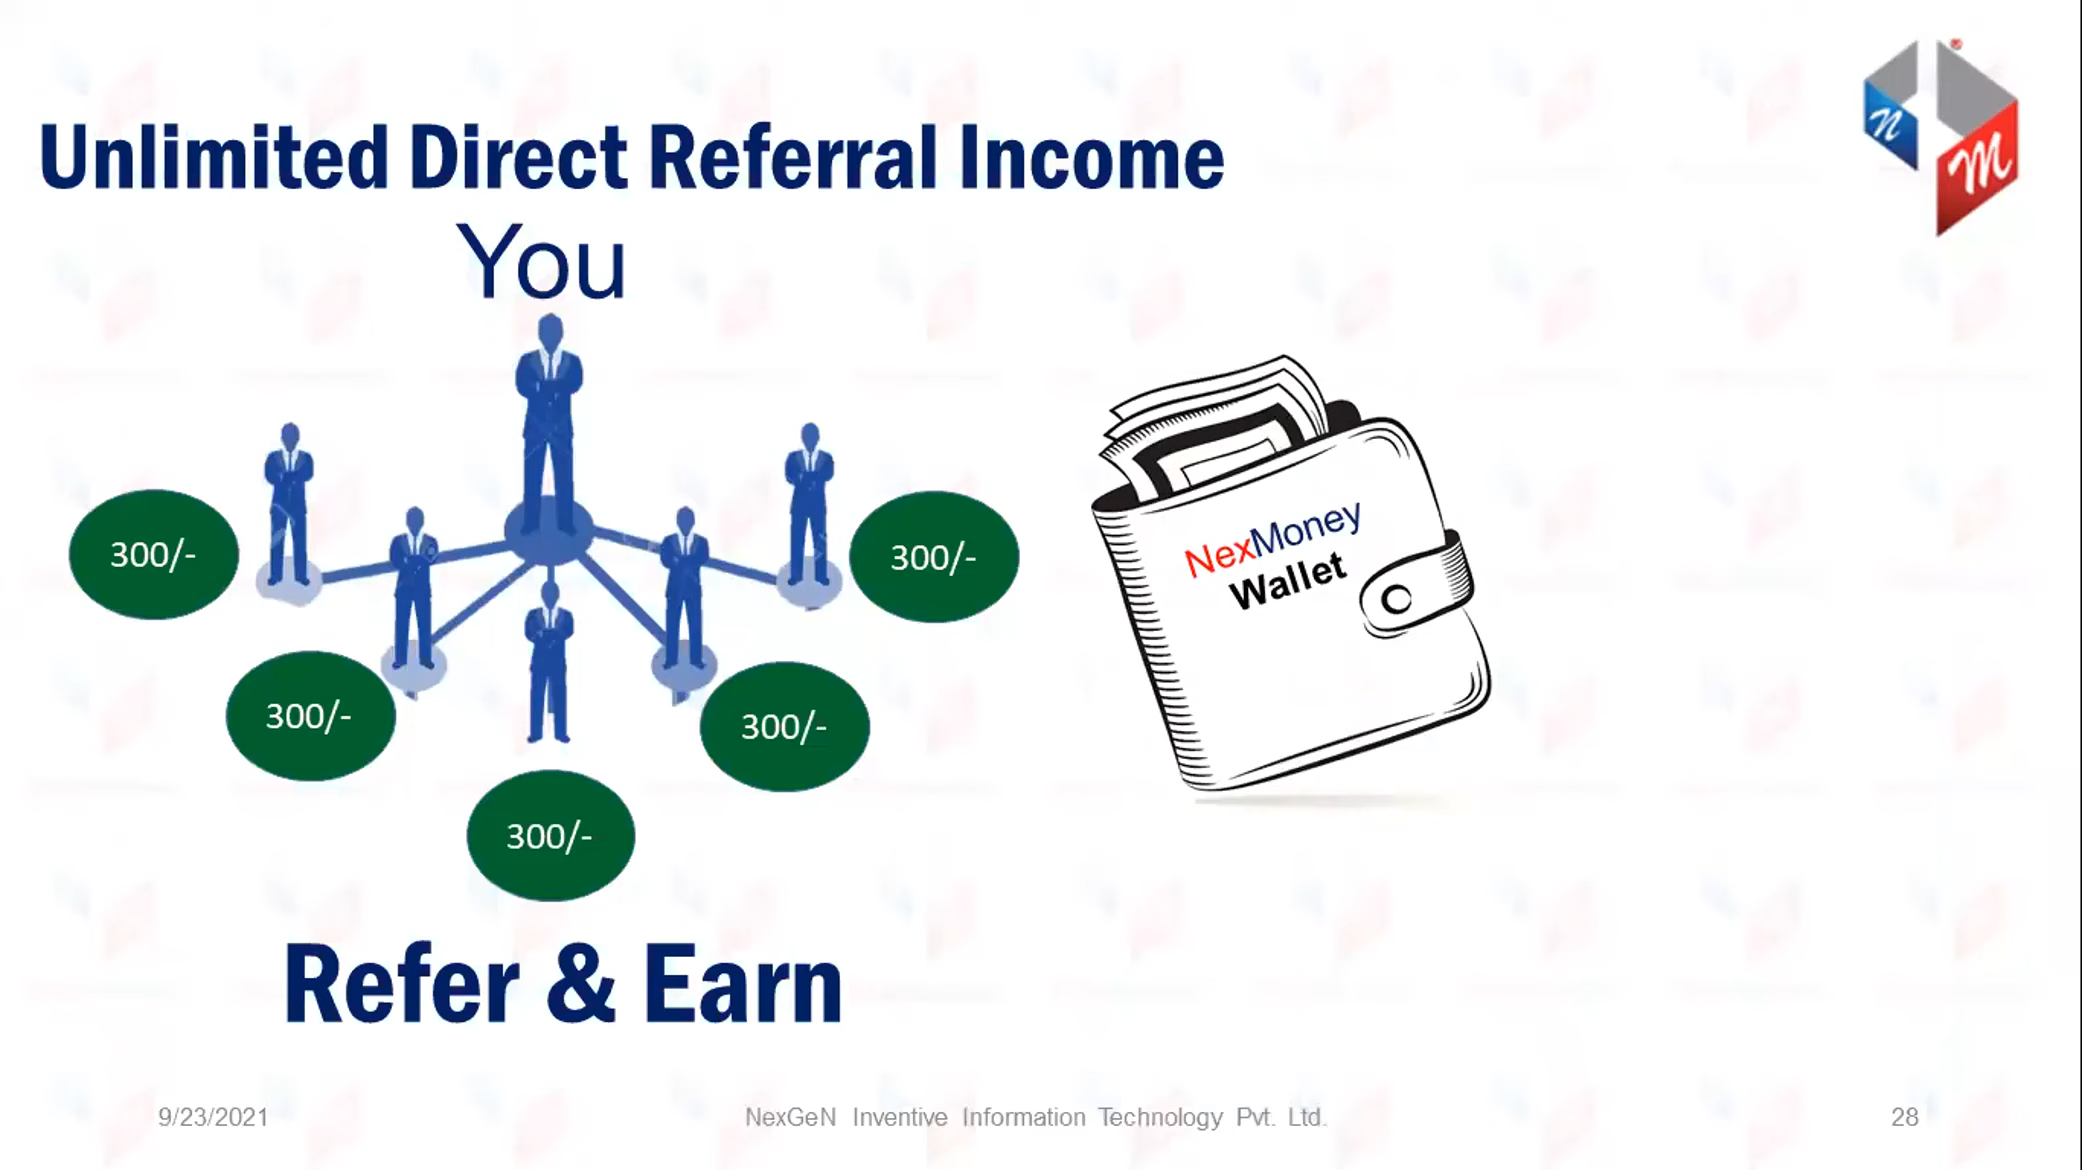 n
M
Unlimited Direct Referral Income
You
300/-
300/-
300/-
300/-
300/-
NexMoney
Wallet
Refer & Earn
9/23/2021
NexGeN Inventive Information Technology Pvt. Ltd.
28